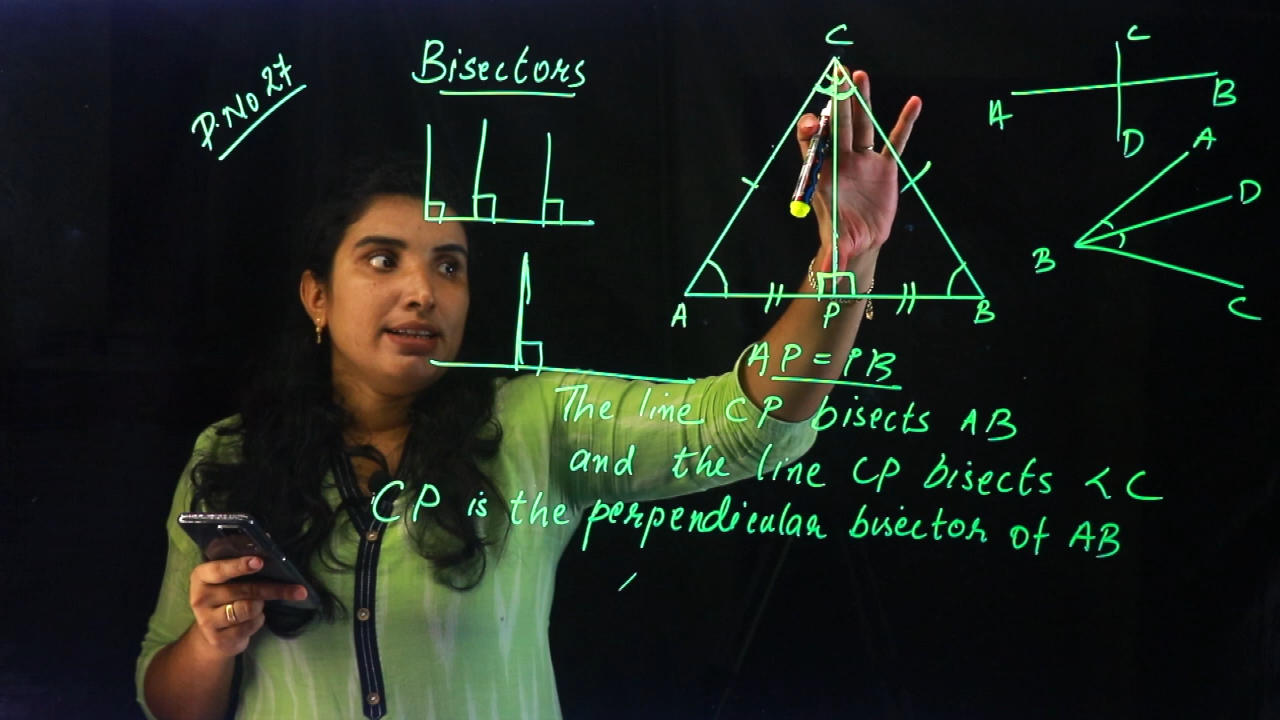 P.NO 27
Bisectors
C
A
B
P
AP = PB
The line CP bisects AB
and the line CP bisects <C
CP is the perpendicular bisector of AB
C
A
B
D
A
D
B
C